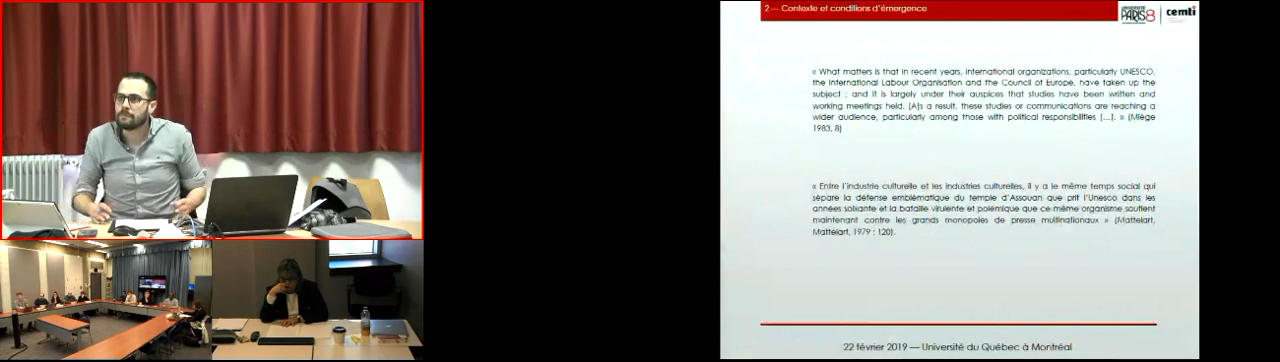 2 — Contexte et conditions d'émergence
UNIVERSITÉ
PARIS8
cemti
« What matters is that in recent years, international organizations, particularly UNESCO,
the International Labour Organisation and the Council of Europe, have taken up the
subject ; and it is largely under their auspices that studies have been written and
working meetings held. (A)s a result, these studies or communications are reaching a
wider audience, particularly among those with political responsibilities […]. » (Miège
1983, 8)
« Entre l'industrie culturelle et les industries culturelles, il y a le même temps social qui
sépare la défense emblématique du temple d'Assouan que prit l'Unesco dans les
années soixante et la bataille virulente et polémique que ce même organisme soutient
maintenant contre les grands monopoles de presse multinationaux » (Mattelart,
Mattelart, 1979 : 120).
22 février 2019 — Université du Québec à Montréal